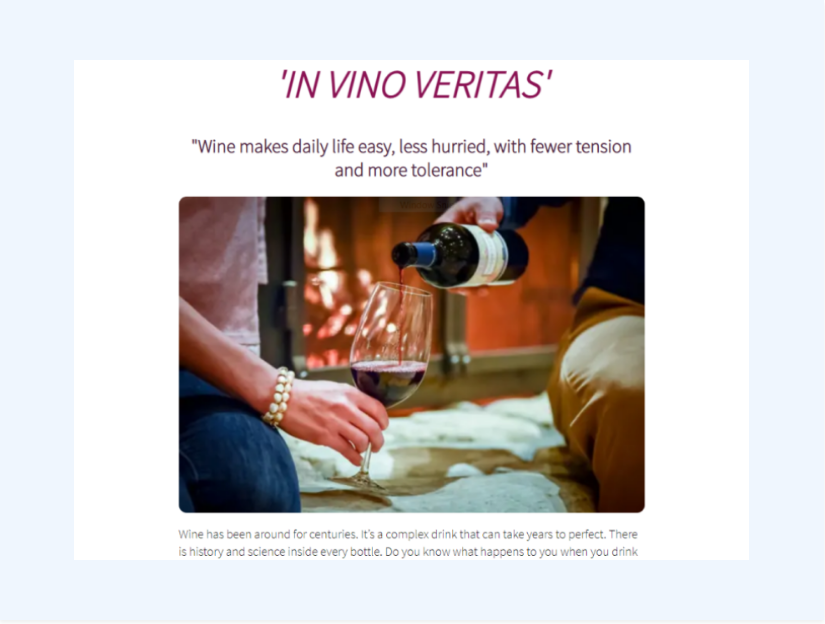 'IN VINO VERITAS'
"Wine makes daily life easy, less hurried, with fewer tension
and more tolerance"
Wine has been around for centuries. It's a complex drink that can take years to perfect. There
is history and science inside every bottle. Do you know what happens to you when you drink